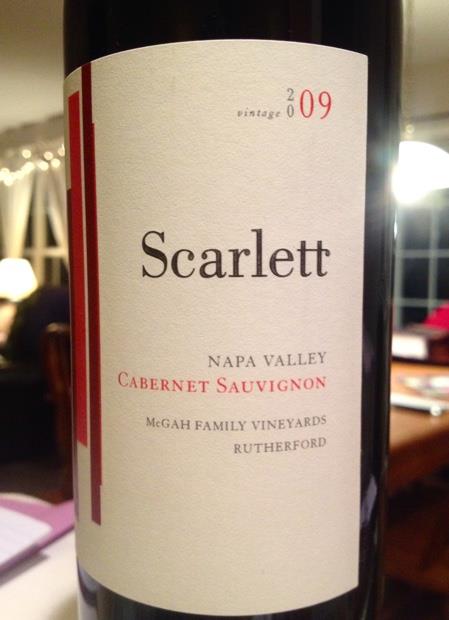 vintage 2009
Scarlett
NAPA VALLEY
CABERNET SAUVIGNON
McGAH FAMILY VINEYARDS
RUTHERFORD